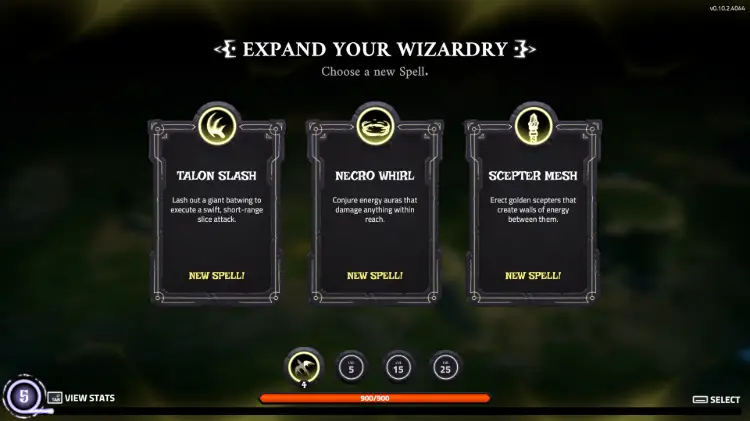 v0.10.2.4044
EXPAND YOUR WIZARDRY
Choose a new Spell.
TALON SLASH
Lash out a giant batwing to
execute a swift, short-range
slice attack.
NEW SPELL!
NECRO WHIRL
Conjure energy auras that
damage anything within
reach.
NEW SPELL!
SCEPTER MESH
Erect golden scepters that
create walls of energy
between them.
NEW SPELL!
4
5
15
25
5
VIEW STATS
900/900
SELECT